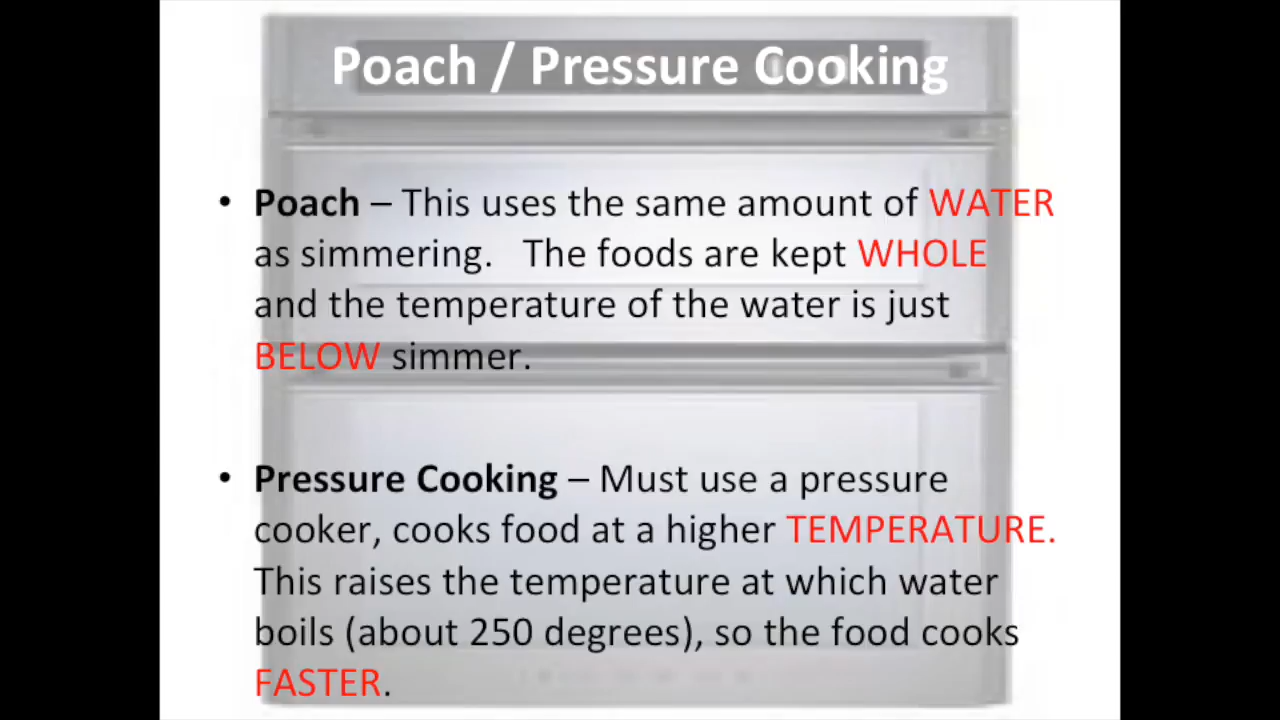 Poach / Pressure Cooking
• Poach – This uses the same amount of WATER
as simmering.   The foods are kept WHOLE
and the temperature of the water is just
BELOW simmer.
• Pressure Cooking – Must use a pressure
cooker, cooks food at a higher TEMPERATURE.
This raises the temperature at which water
boils (about 250 degrees), so the food cooks
FASTER.